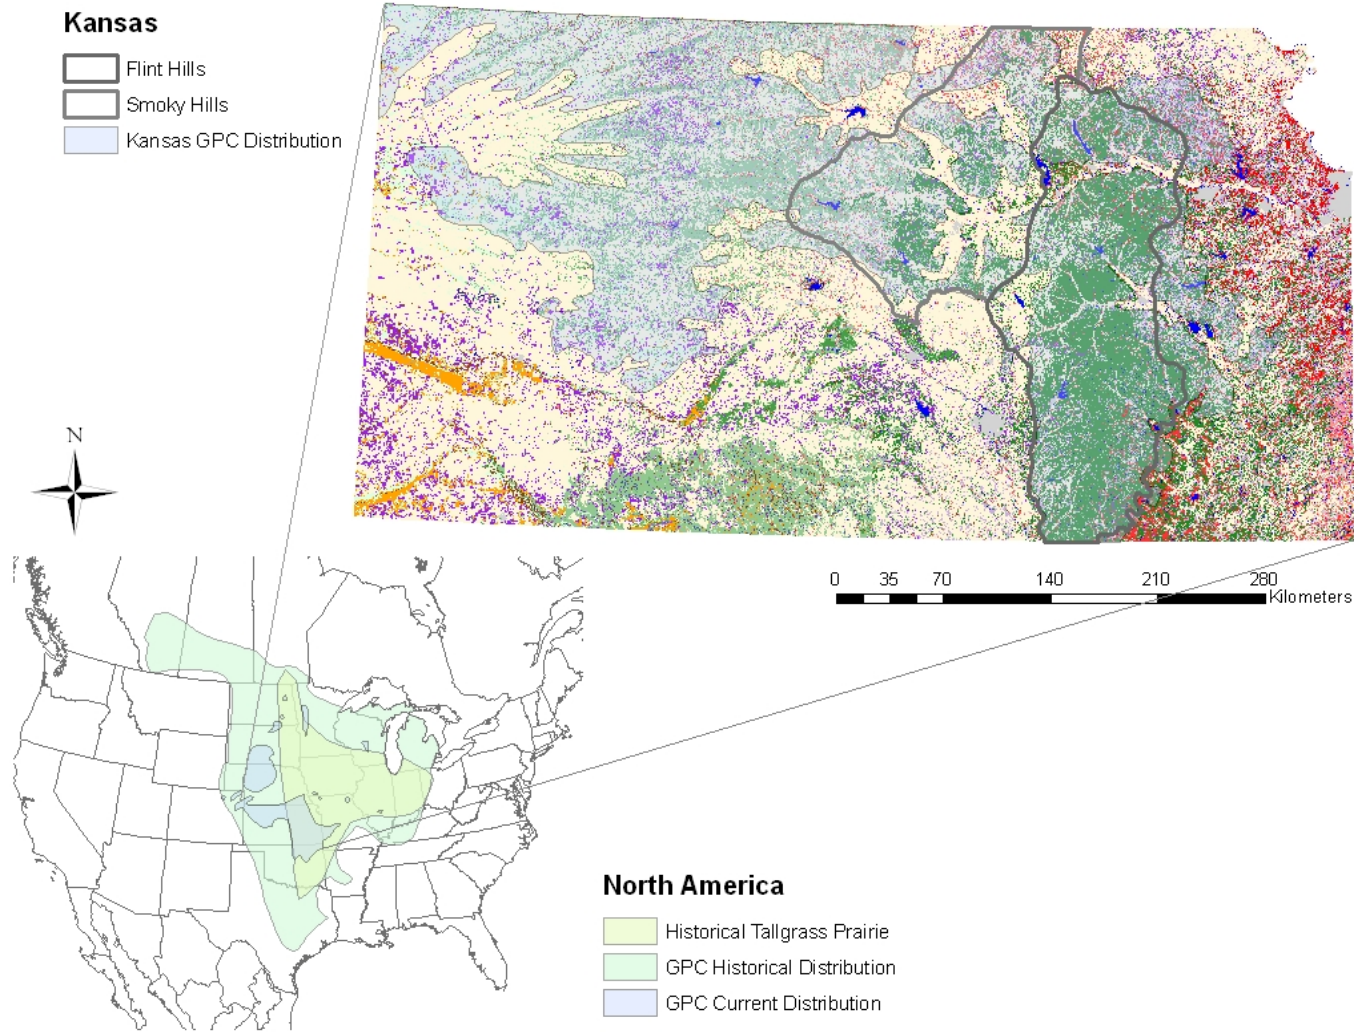 Kansas
Flint Hills
Smoky Hills
Kansas GPC Distribution
N
0 35 70 140 210 280
Kilometers
North America
Historical Tallgrass Prairie
GPC Historical Distribution
GPC Current Distribution